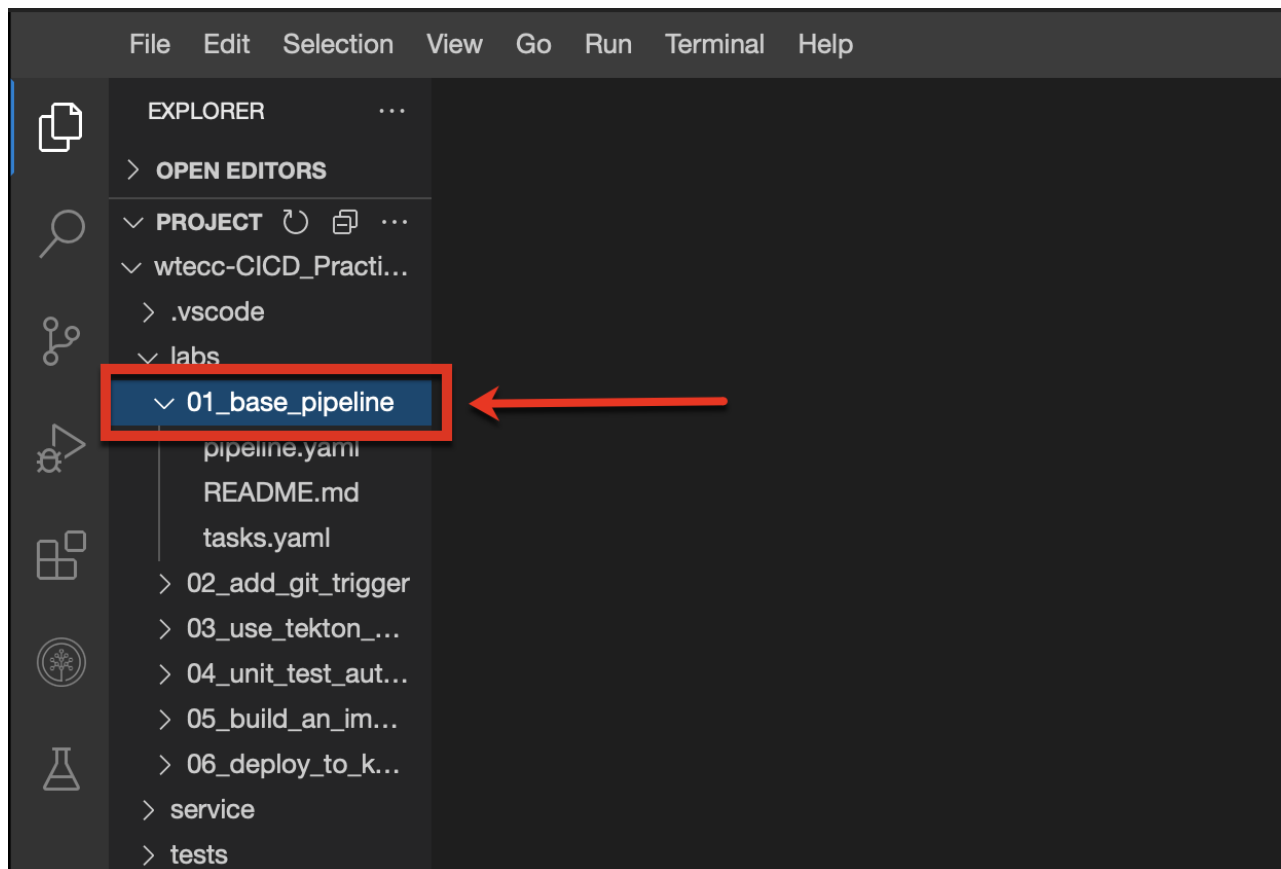 File Edit Selection View Go Run Terminal Help
EXPLORER ...
OPEN EDITORS
PROJECT ...
wtecc-CICD_Practi...
.vscode
labs
01_base_pipeline
pipeline.yaml
README.md
tasks.yaml
02_add_git_trigger
03_use_tekton_...
04_unit_test_aut...
05_build_an_im...
06_deploy_to_k...
service
tests